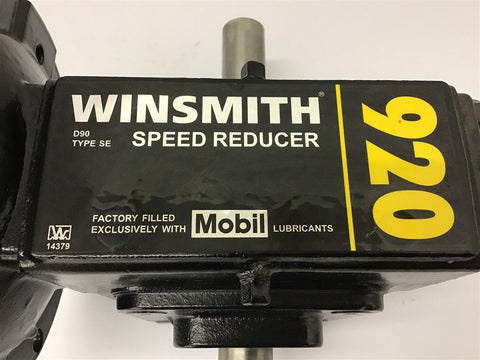 WINSMITH®
D90
TYPE SE
SPEED REDUCER
920
FACTORY FILLED
EXCLUSIVELY WITH Mobil LUBRICANTS
W
14379